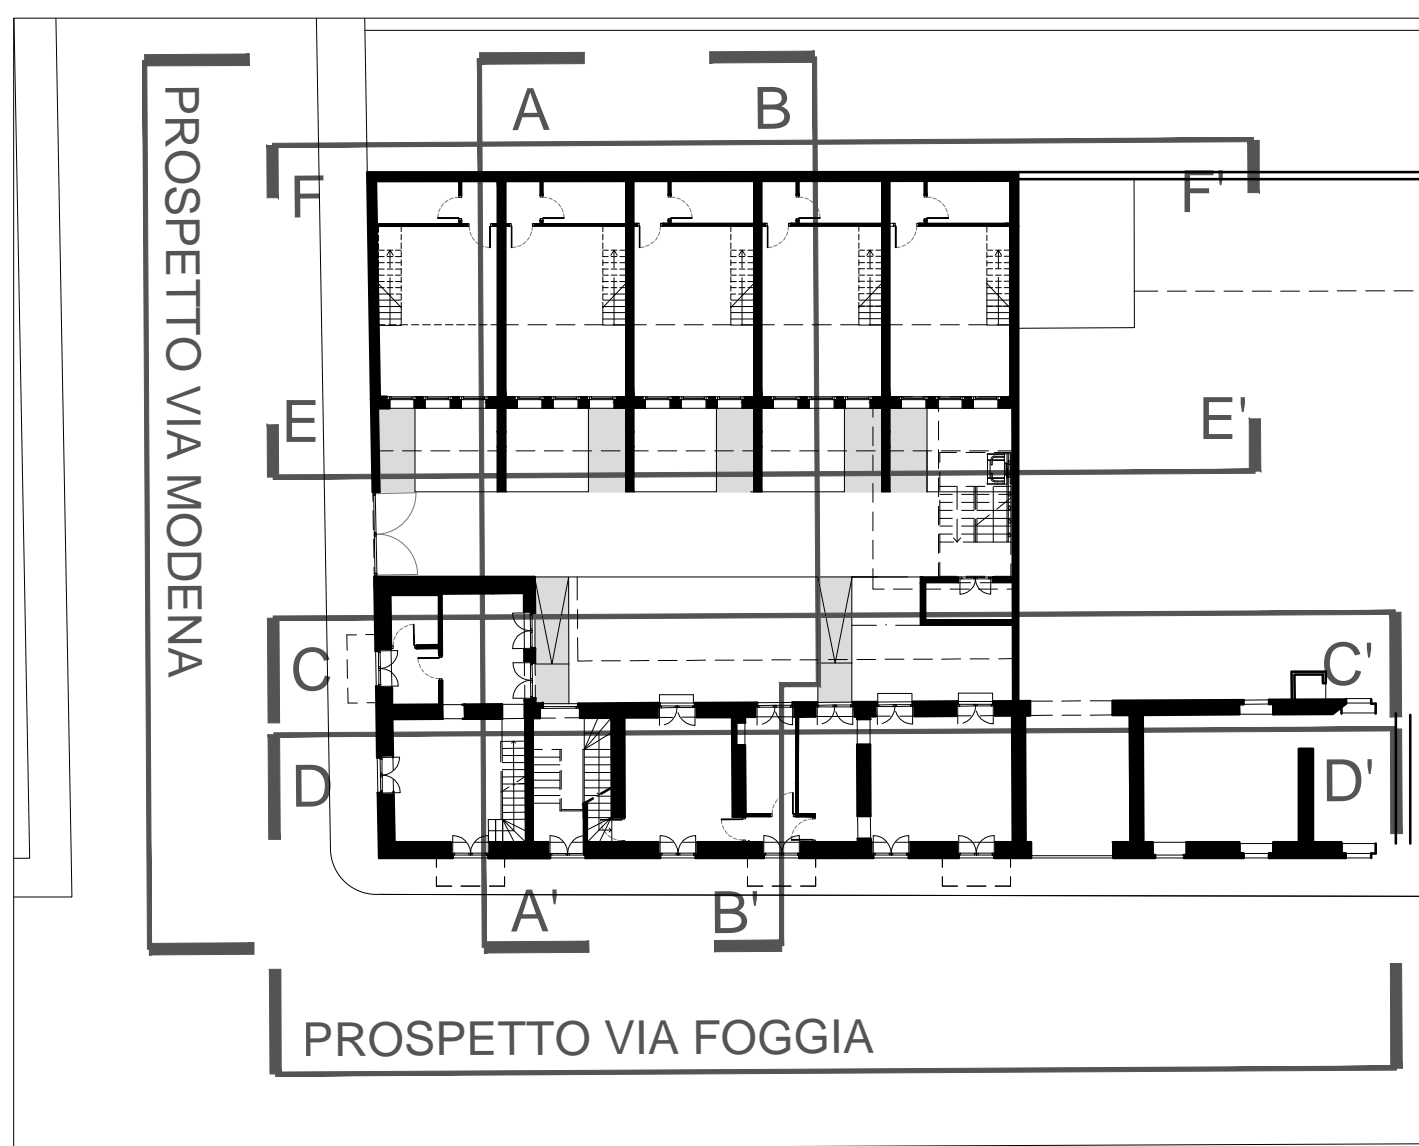 A
B
PROSPETTO VIA MODENA
F
F'
E
E'
C
C'
D
D'
A'
B'
PROSPETTO VIA FOGGIA